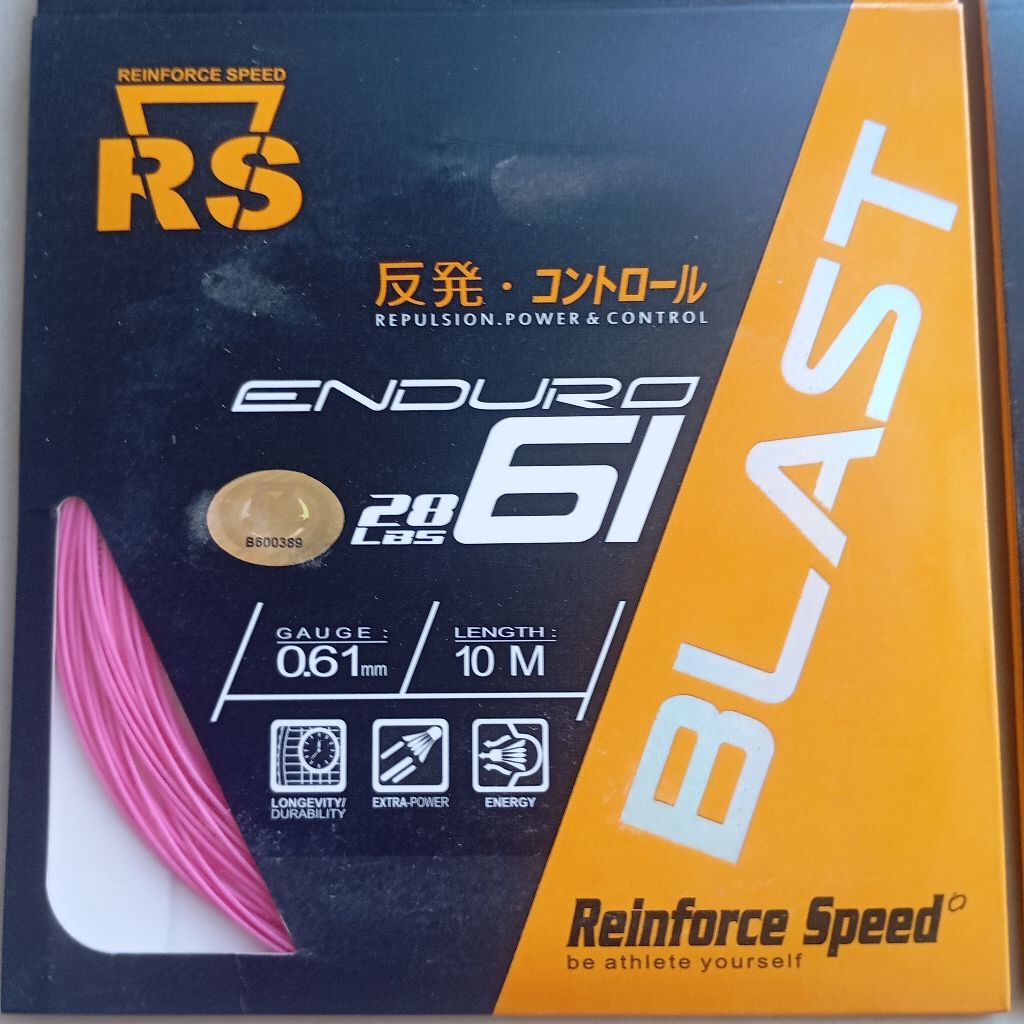 REINFORCE SPEED
RS
反発・コントロール
REPULSION.POWER & CONTROL
ENDURO
61
28
LBS
B600389
GAUGE :
0.61mm
LENGTH :
10 M
LONGEVITY/
DURABILITY
EXTRA-POWER
ENERGY
BLAST
Reinforce Speed
be athlete yourself